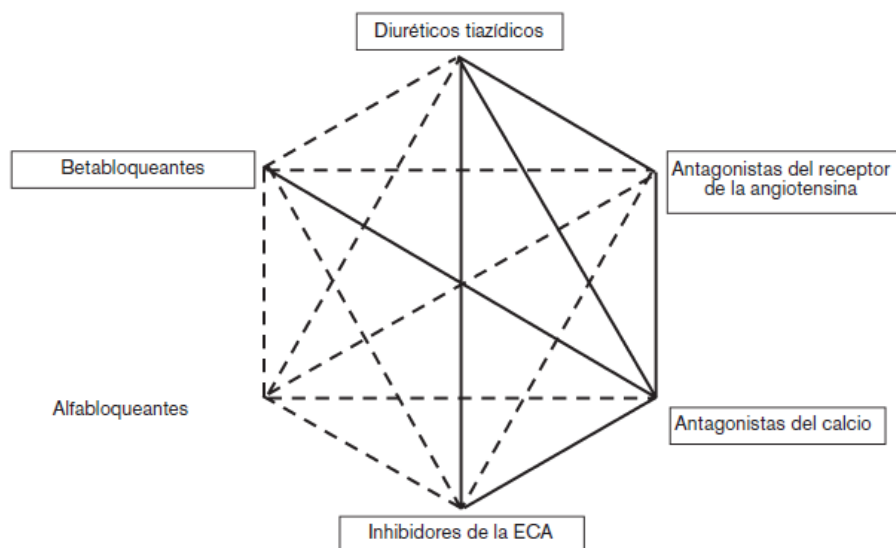 Diuréticos tiazídicos
Betabloqueantes
Antagonistas del receptor
de la angiotensina
Alfabloqueantes
Antagonistas del calcio
Inhibidores de la ECA